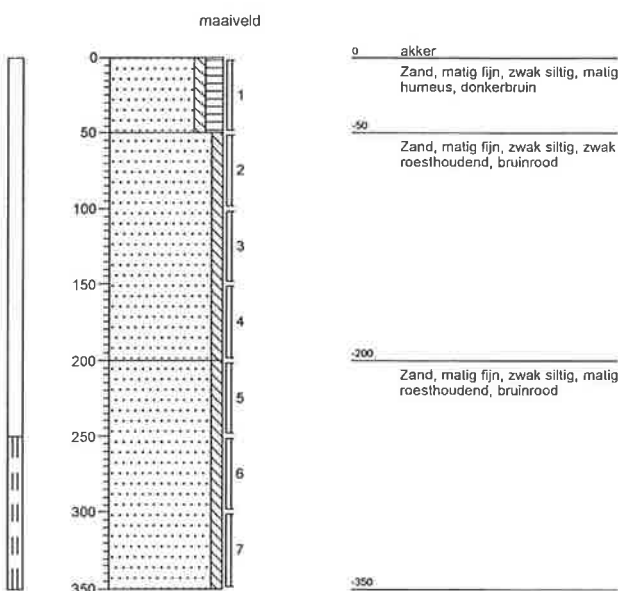 maaiveld
0
50
100
150
200
250
300
350
1
2
3
4
5
6
7
0 akker
Zand, matig fijn, zwak siltig, matig
humeus, donkerbruin
-50
Zand, matig fijn, zwak siltig, zwak
roesthoudend, bruinrood
-200
Zand, matig fijn, zwak siltig, matig
roesthoudend, bruinrood
-350